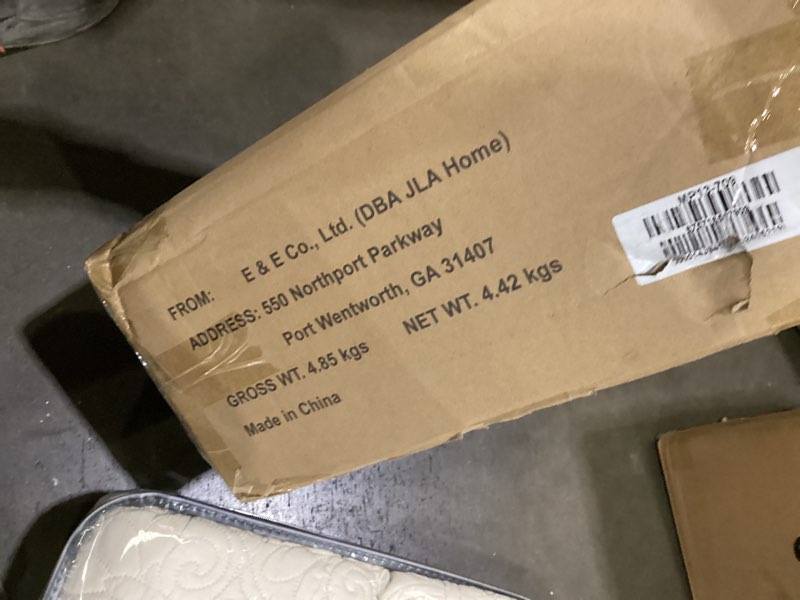 FROM: E & E Co., Ltd. (DBA JLA Home)
ADDRESS: 550 Northport Parkway
Port Wentworth, GA 31407
GROSS WT. 4.85 kgs NET WT. 4.42 kgs
Made in China